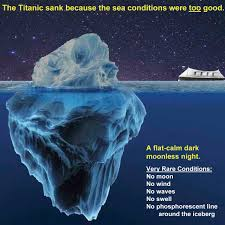 The Titanic sank because the sea conditions were too good.
A flat-calm dark
moonless night.
Very Rare Conditions:
No moon
No wind
No waves
No swell
No phosphorescent line
around the iceberg